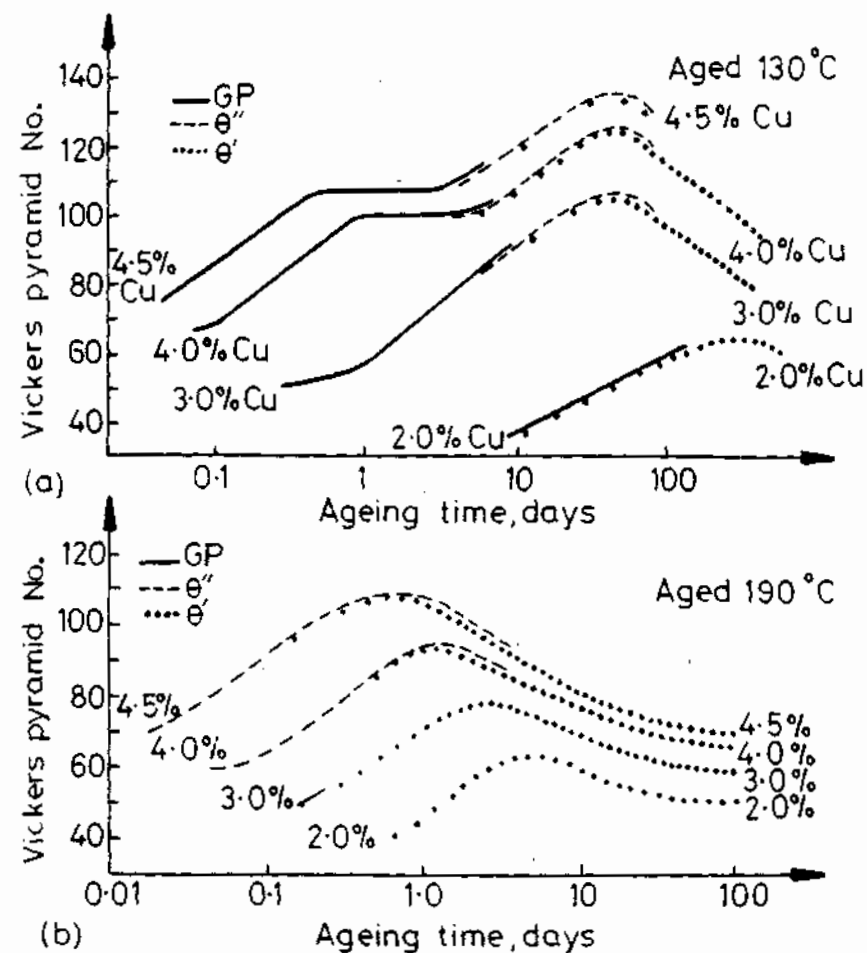 Vickers pyramid No.
140
120
100
80
60
40
GP
θ″
θ′
Aged 130°C
4·5% Cu
4·5%
Cu
4·0% Cu
4·0% Cu
3·0% Cu
3·0% Cu
2·0% Cu
2·0% Cu
0·1
1
10
100
(a)
Ageing time, days
Vickers pyramid No.
120
100
80
60
40
GP
θ″
θ′
Aged 190°C
4·5%
4·0%
3·0%
2·0%
4·5%
4·0%
3·0%
2·0%
0·01
0·1
1·0
10
100
(b)
Ageing time, days